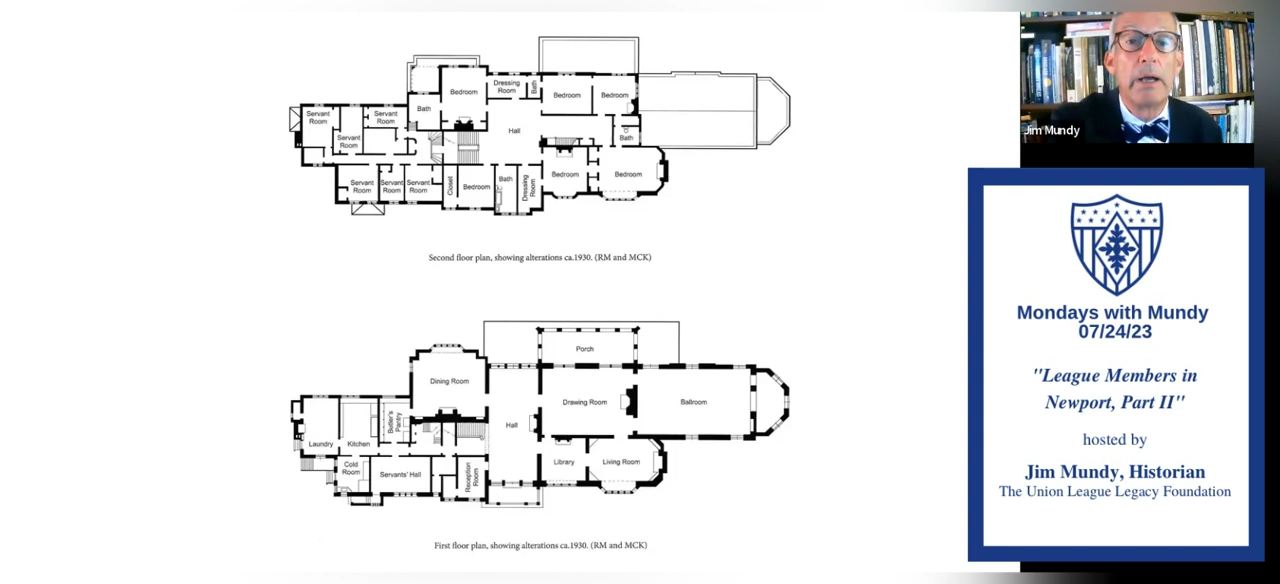 Bedroom
Dressing
Room
Bath
Bedroom
Bedroom
Servant
Room
Servant
Room
Bath
Servant
Room
Hall
Bath
Servant
Room
Servant
Room
Servant
Room
Closet
Bedroom
Bath
Dressing
Room
Bedroom
Bedroom
Second floor plan, showing alterations ca.1930. (RM and MCK)
Porch
Dining Room
Drawing Room
Ballroom
Butler's
Pantry
Hall
Laundry
Kitchen
Cold
Room
Servants' Hall
Reception
Room
Library
Living Room
First floor plan, showing alterations ca.1930. (RM and MCK)
Jim Mundy
Mondays with Mundy
07/24/23
"League Members in
Newport, Part II"
hosted by
Jim Mundy, Historian
The Union League Legacy Foundation